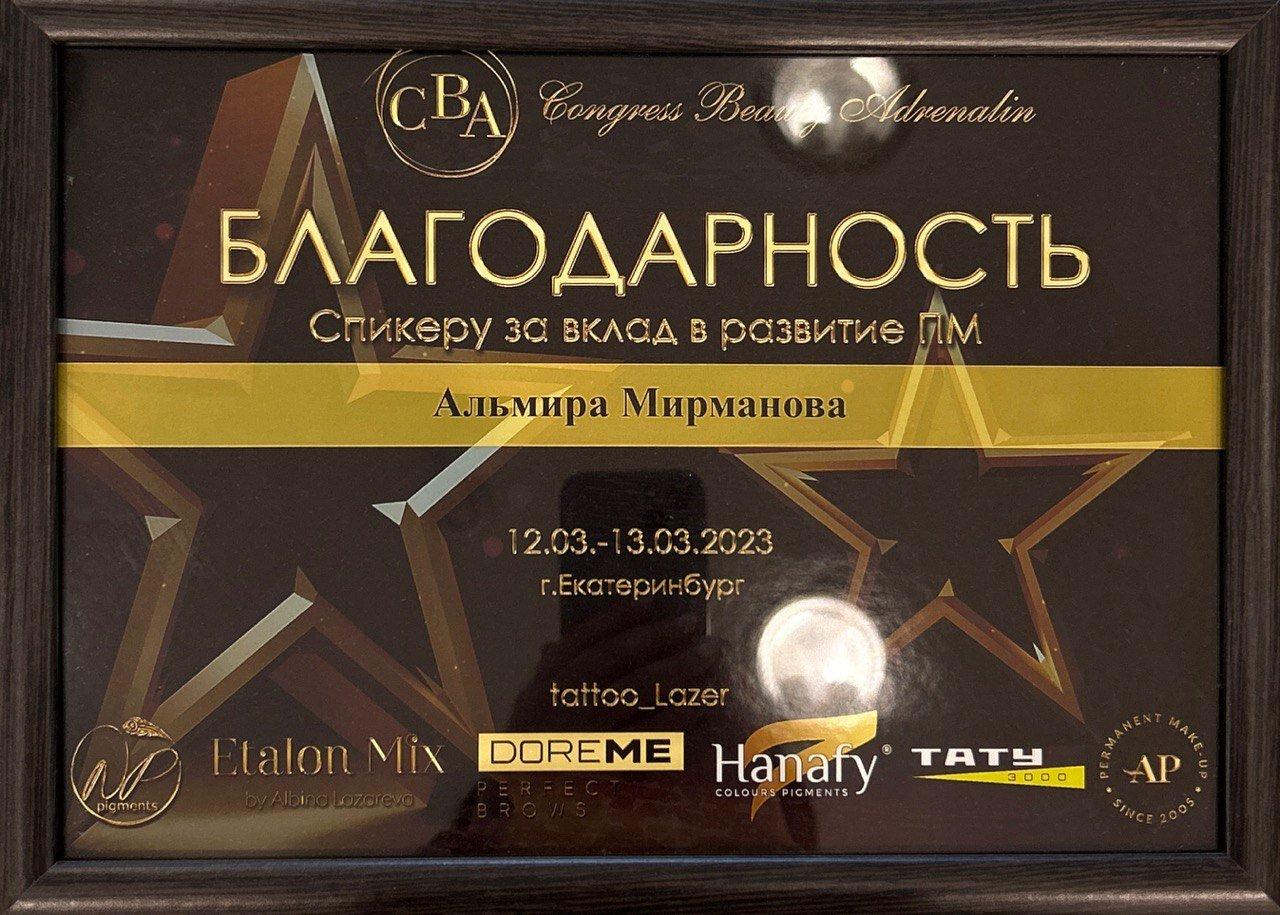 CBA Congress Beauty Adrenalin
БЛАГОДАРНОСТЬ
Спикеру за вклад в развитие ПМ
Альмира Мирманова
12.03.-13.03.2023
г.Екатеринбург
tattoo_Lazer
NP pigments
Etalon Mix
by Albina Lazareva
DOREME
PERFECT
BROWS
Hanafy®
COLOURS PIGMENTS
ТАТУ
3000
PERMANENT MAKE-UP
AP
SINCE 2005